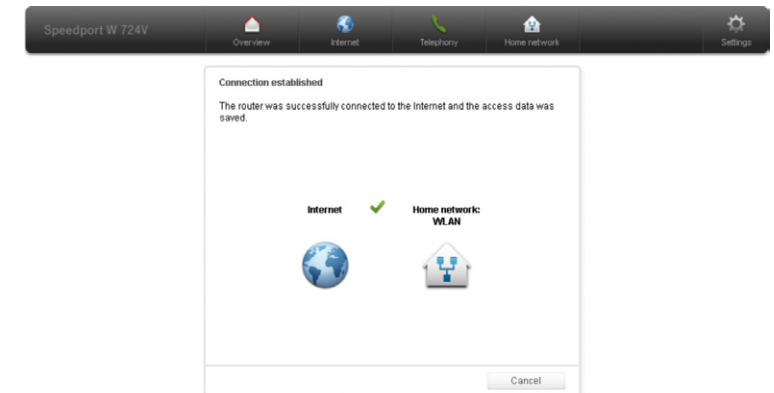 Speedport W 724V
Overview
Internet
Telephony
Home network
Settings
Connection established
The router was successfully connected to the Internet and the access data was
saved.
Internet
Home network:
WLAN
Cancel